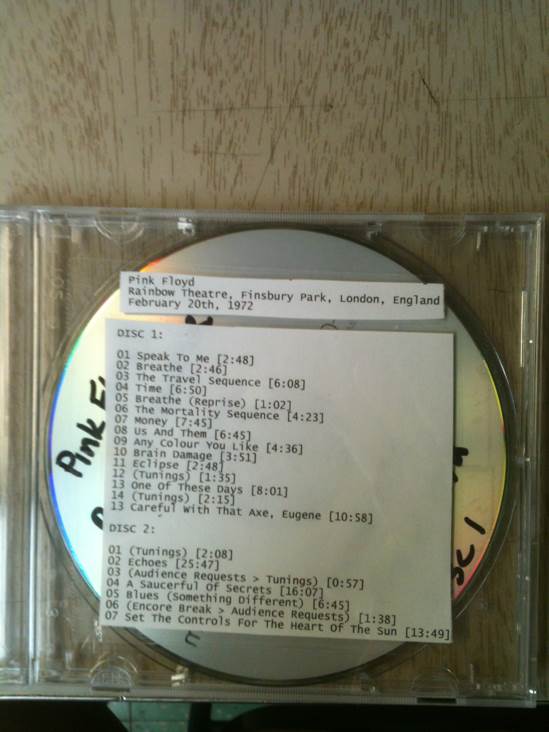 Pink Floyd
Rainbow Theatre, Finsbury Park, London, England
February 20th, 1972
DISC 1:
01 Speak To Me [2:48]
02 Breathe [2:46]
03 The Travel Sequence [6:08]
04 Time [6:50]
05 Breathe (Reprise) [1:02]
06 The Mortality Sequence [4:23]
07 Money [7:45]
08 Us And Them [6:45]
09 Any Colour You Like [4:36]
10 Brain Damage [3:51]
11 Eclipse [2:48]
12 (Tunings) [1:35]
13 One Of These Days [8:01]
14 (Tunings) [2:15]
13 Careful With That Axe, Eugene [10:58]
DISC 2:
01 (Tunings) [2:08]
02 Echoes [25:47]
03 (Audience Requests > Tunings) [0:57]
04 A Saucerful Of Secrets [16:07]
05 Blues (Something Different) [6:45]
06 (Encore Break > Audience Requests) [1:38]
07 Set The Controls For The Heart Of The Sun [13:49]
Pink